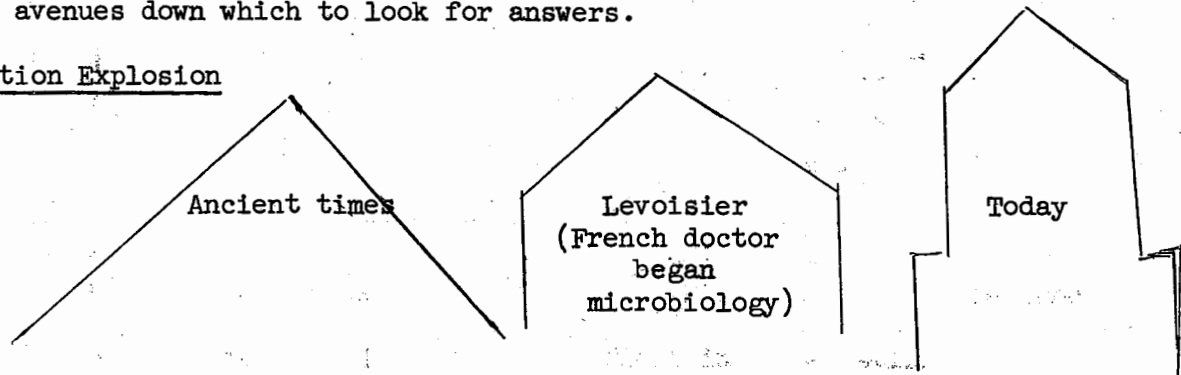 avenues down which to look for answers.
tion Explosion
Ancient times
Levoisier
(French doctor
began
microbiology)
Today